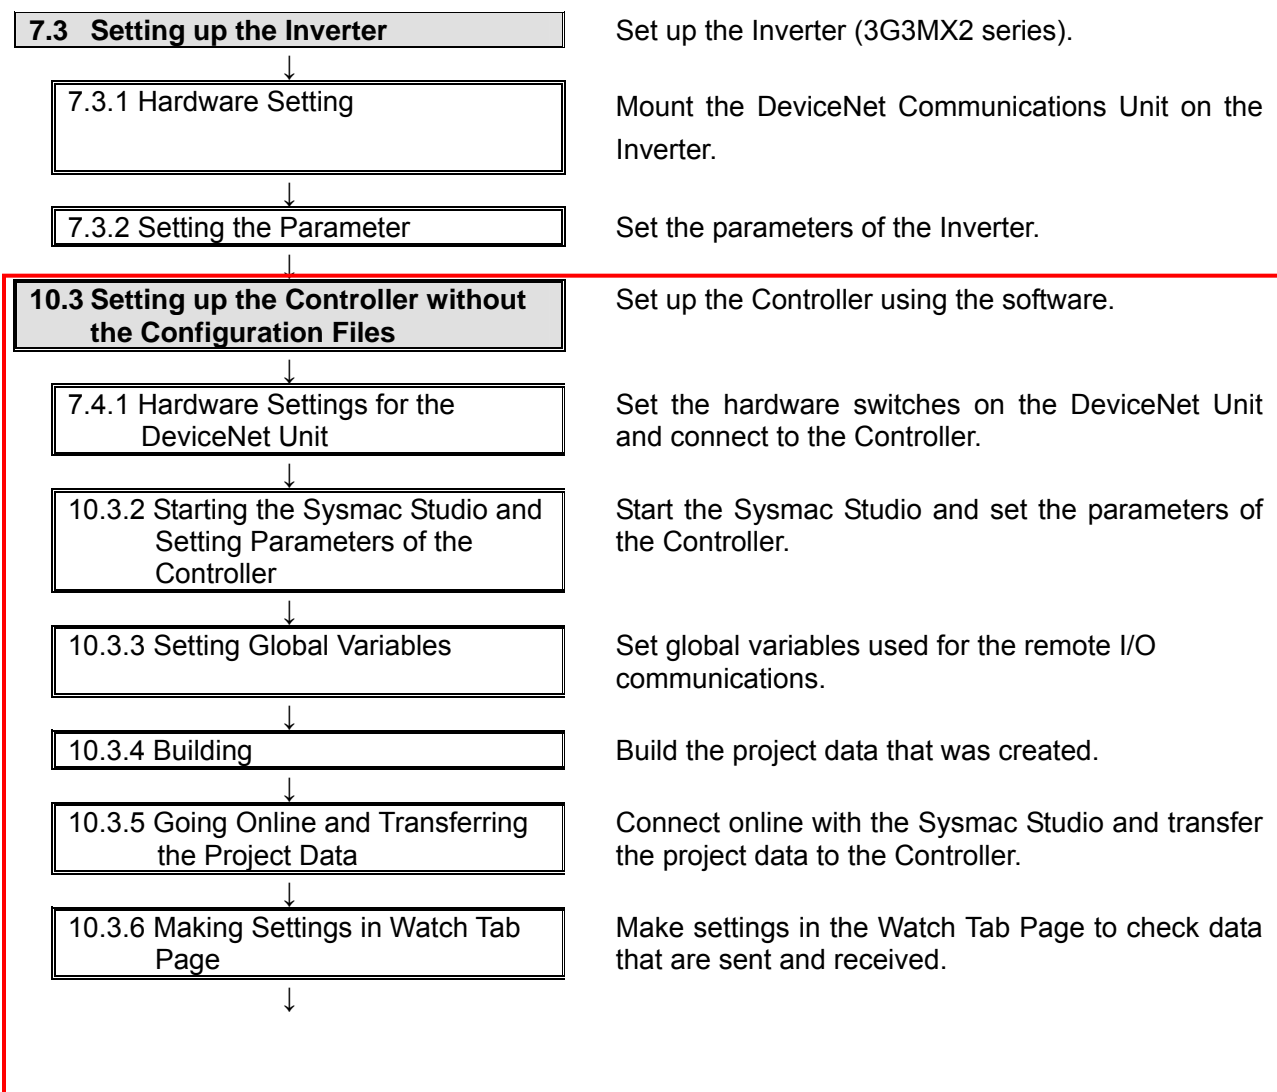 7.3 Setting up the Inverter
Set up the Inverter (3G3MX2 series).
↓
7.3.1 Hardware Setting
Mount the DeviceNet Communications Unit on the
Inverter.
↓
7.3.2 Setting the Parameter
Set the parameters of the Inverter.
↓
10.3 Setting up the Controller without
the Configuration Files
Set up the Controller using the software.
↓
7.4.1 Hardware Settings for the
DeviceNet Unit
Set the hardware switches on the DeviceNet Unit
and connect to the Controller.
↓
10.3.2 Starting the Sysmac Studio and
Setting Parameters of the
Controller
Start the Sysmac Studio and set the parameters of
the Controller.
↓
10.3.3 Setting Global Variables
Set global variables used for the remote I/O
communications.
↓
10.3.4 Building
Build the project data that was created.
↓
10.3.5 Going Online and Transferring
the Project Data
Connect online with the Sysmac Studio and transfer
the project data to the Controller.
↓
10.3.6 Making Settings in Watch Tab
Page
Make settings in the Watch Tab Page to check data
that are sent and received.
↓